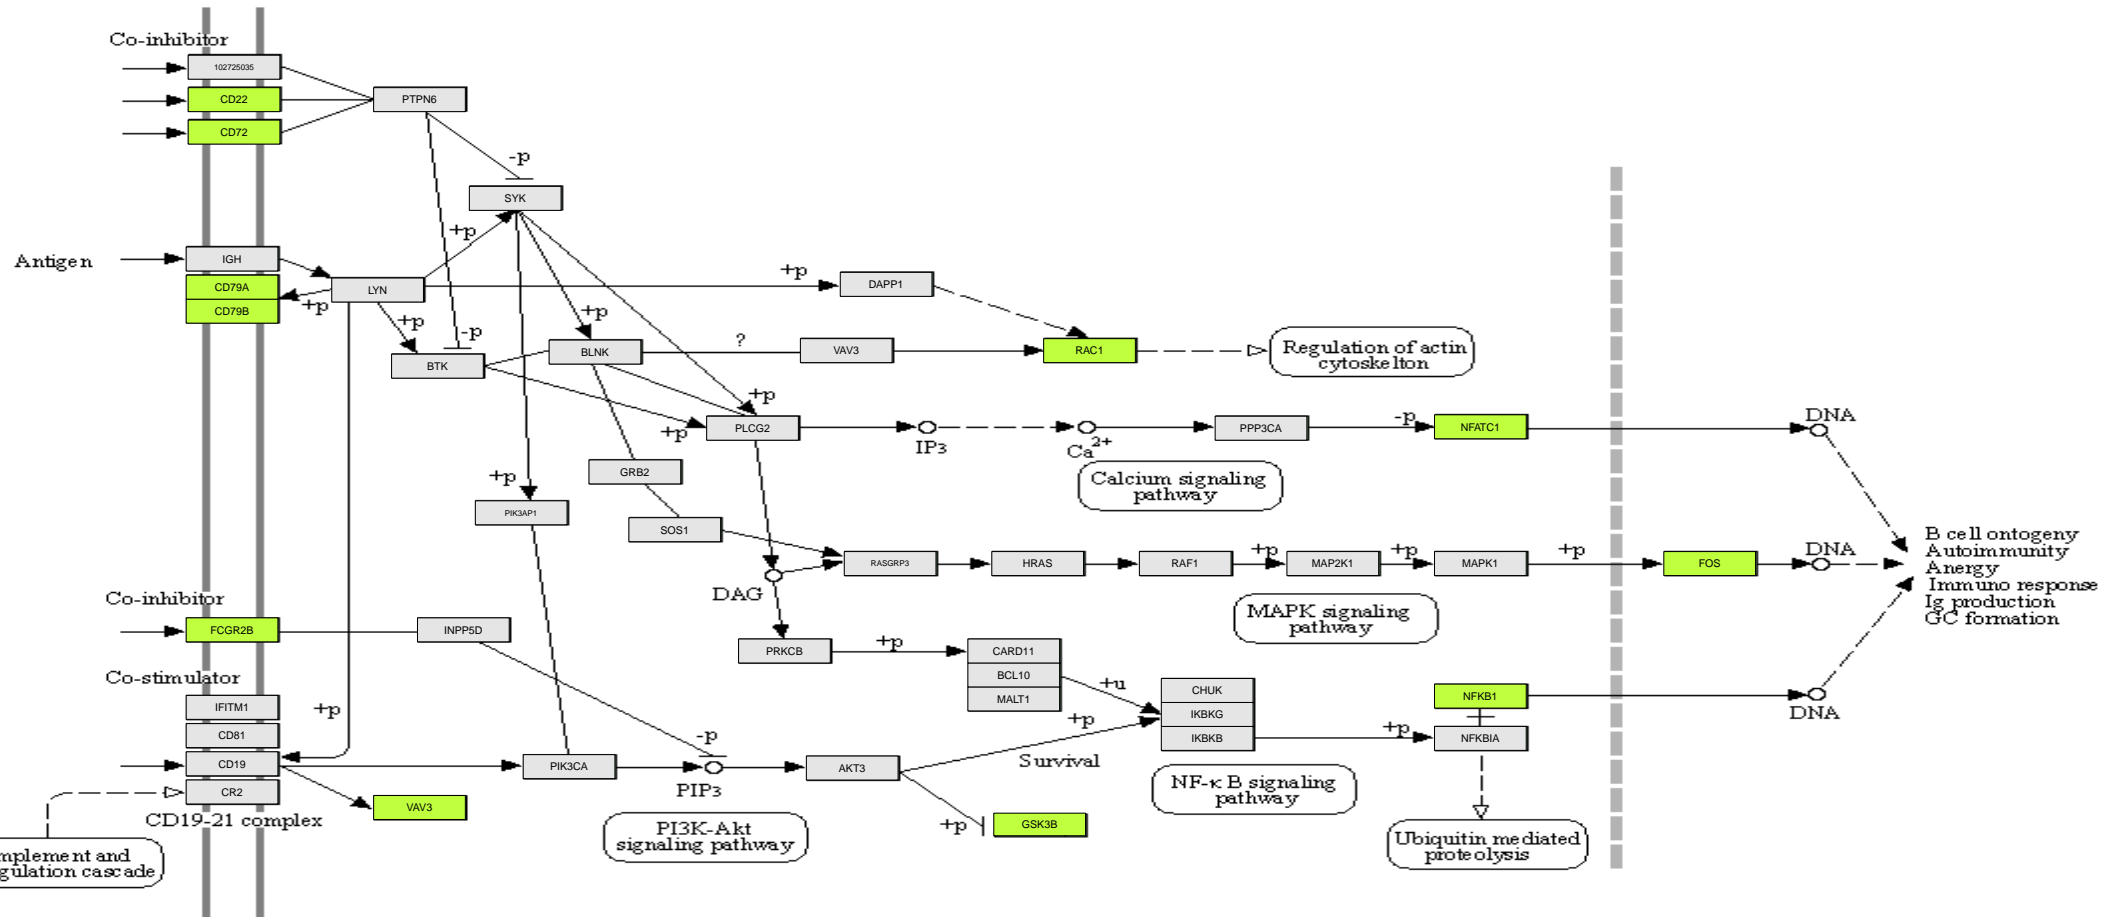 Co-inhibitor
102725035
CD22
PTPN6
CD72
-p
SYK
+p
Antigen
IGH
CD79A
LYN
+p
DAPP1
CD79B
+p
+p
-p
+p
BTK
BLNK
?
VAV3
RAC1
Regulation of actin
cytoskelton
+p
+p
PLCG2
IP3
Ca2+
PPP3CA
-p
NFATC1
DNA
Calcium signaling
pathway
GRB2
+p
PIK3AP1
SOS1
RASGRP3
HRAS
RAF1
+p
MAP2K1
+p
MAPK1
+p
FOS
DNA
B cell ontogeny
Autoimmunity
Anergy
Immuno response
Ig production
GC formation
DAG
MAPK signaling
pathway
Co-inhibitor
FCGR2B
INPP5D
PRKCB
+p
CARD11
BCL10
MALT1
+u
+p
CHUK
IKBKG
IKBKB
+p
NFKB1
NFKBIA
DNA
Co-stimulator
IFITM1
CD81
CD19
CR2
+p
CD19-21 complex
VAV3
PIK3CA
-p
PIP3
AKT3
Survival
+p
GSK3B
PI3K-Akt
signaling pathway
NF-κ B signaling
pathway
Ubiquitin mediated
proteolysis
mplement and
gulation cascade